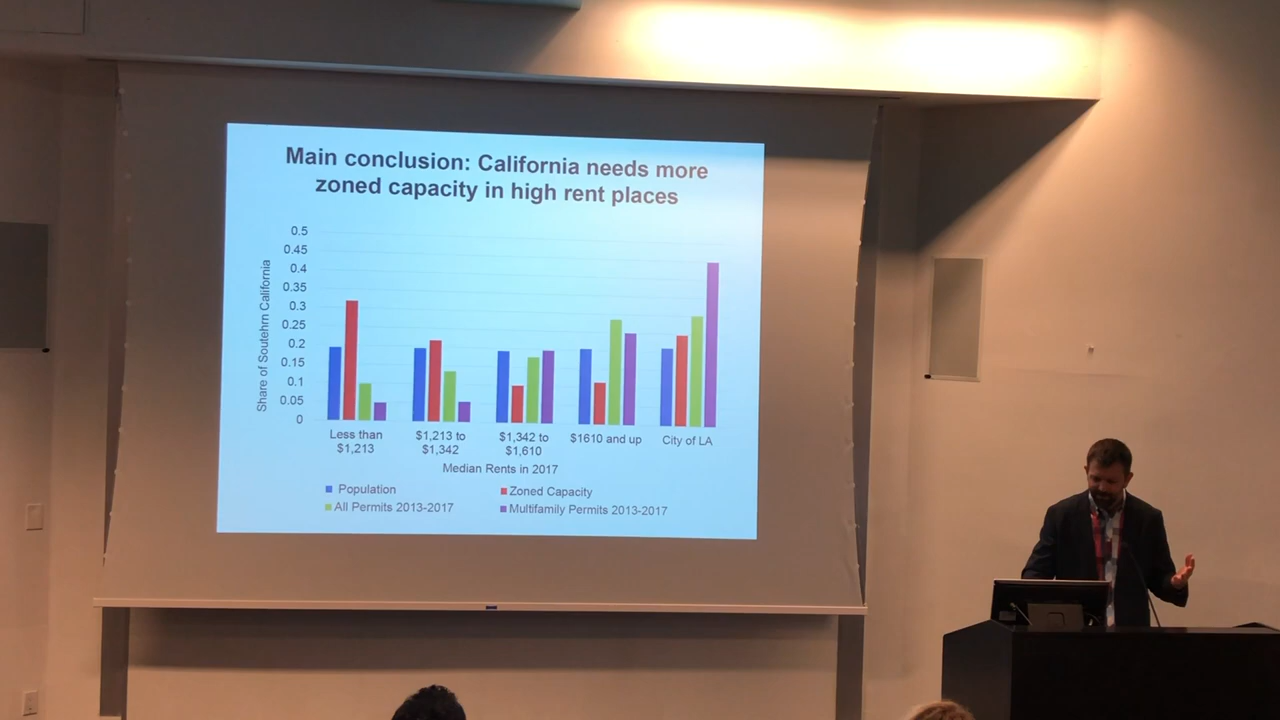 Main conclusion: California needs more
zoned capacity in high rent places
0.5
0.45
0.4
0.35
0.3
0.25
0.2
0.15
0.1
0.05
0
Share of Soutehrn California
Less than
$1,213
$1,213 to
$1,342
$1,342 to
$1,610
$1610 and up
City of LA
Median Rents in 2017
Population
Zoned Capacity
All Permits 2013-2017
Multifamily Permits 2013-2017